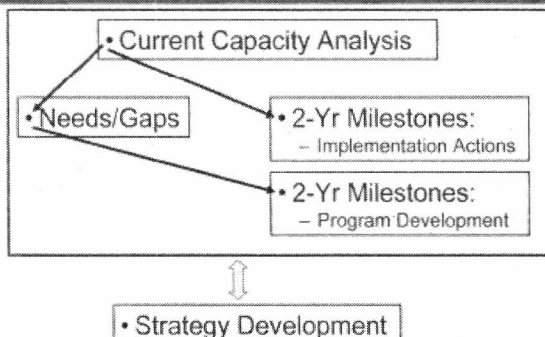 • Current Capacity Analysis
• Needs/Gaps
• 2-Yr Milestones:
– Implementation Actions
• 2-Yr Milestones:
– Program Development
• Strategy Development